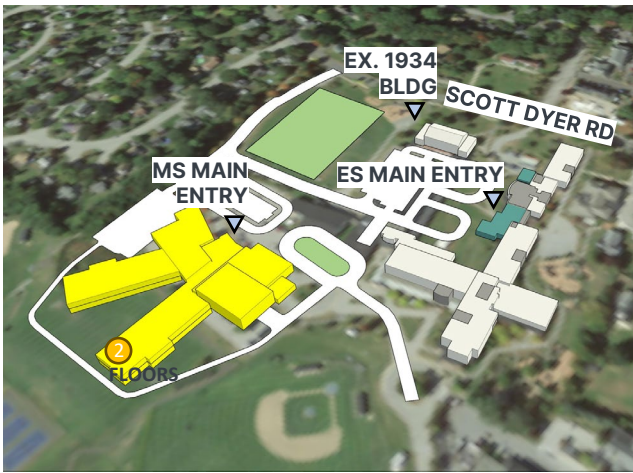 EX. 1934
BLDG
SCOTT DYER RD
MS MAIN
ENTRY
ES MAIN ENTRY
2
FLOORS